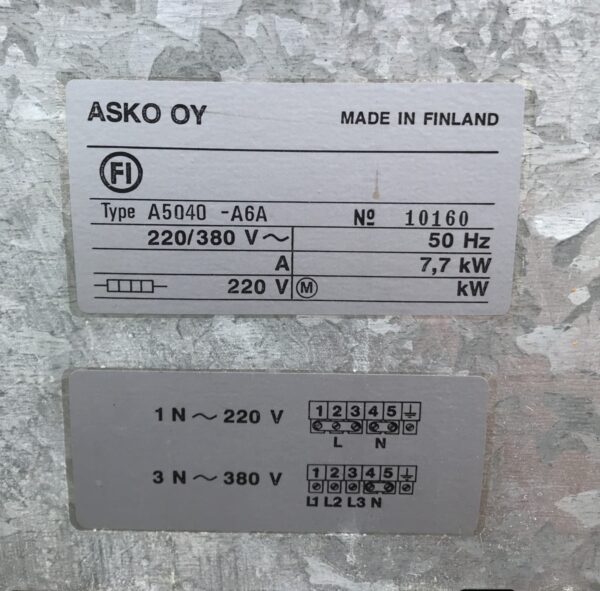 ASKO OY MADE IN FINLAND
FI
Type A5040 -A6A Nº 10160
220/380 V ~ 50 Hz
A 7,7 kW
220 V M kW
1 N ~ 220 V 1 2 3 4 5
L N
3 N ~ 380 V 1 2 3 4 5
L1 L2 L3 N